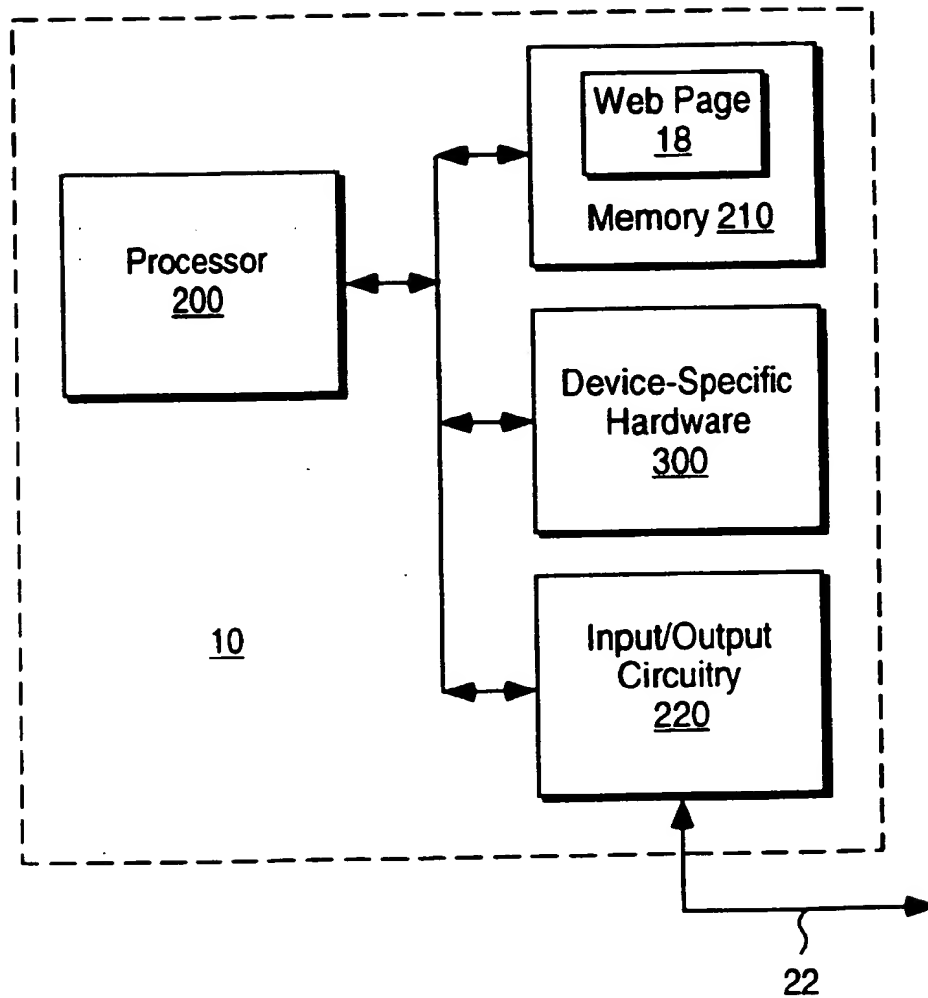 Web Page
18
Memory 210
Processor
200
Device-Specific
Hardware
300
10
Input/Output
Circuitry
220
22